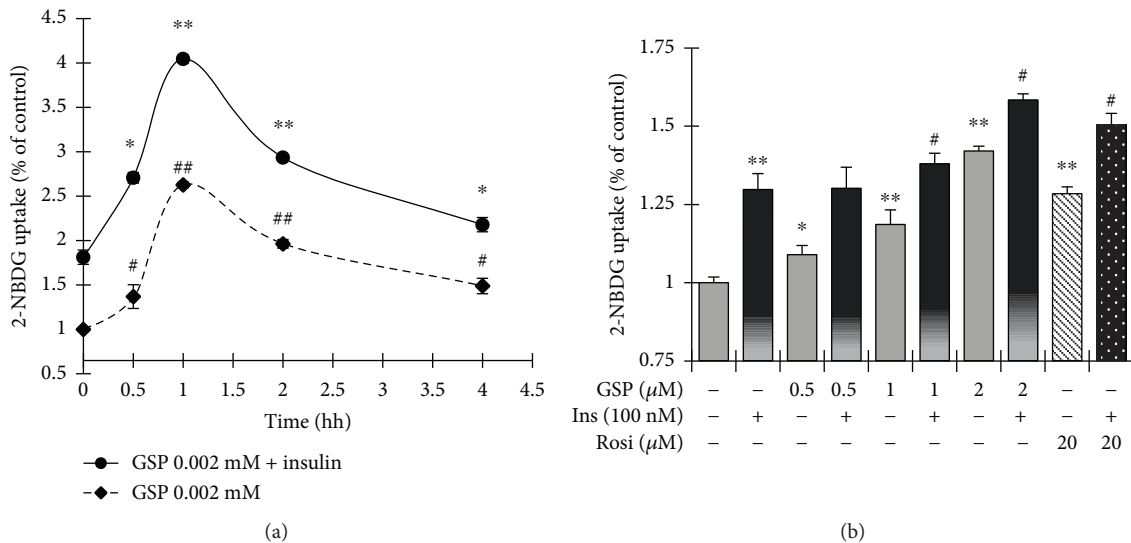 2-NBDG uptake (% of control)
4.5
4
3.5
3
2.5
2
1.5
1
0.5
**
*
**
*
##
##
#
#
0 0.5 1 1.5 2 2.5 3 3.5 4 4.5
Time (hh)
GSP 0.002 mM + insulin
GSP 0.002 mM
(a)
2-NBDG uptake (% of control)
1.75
1.5
1.25
1
0.75
**
*
**
#
**
#
**
#
GSP (μM) – – 0.5 0.5 1 1 2 2 – –
Ins (100 nM) – + – + – + – + – +
Rosi (μM) – – – – – – – – 20 20
(b)